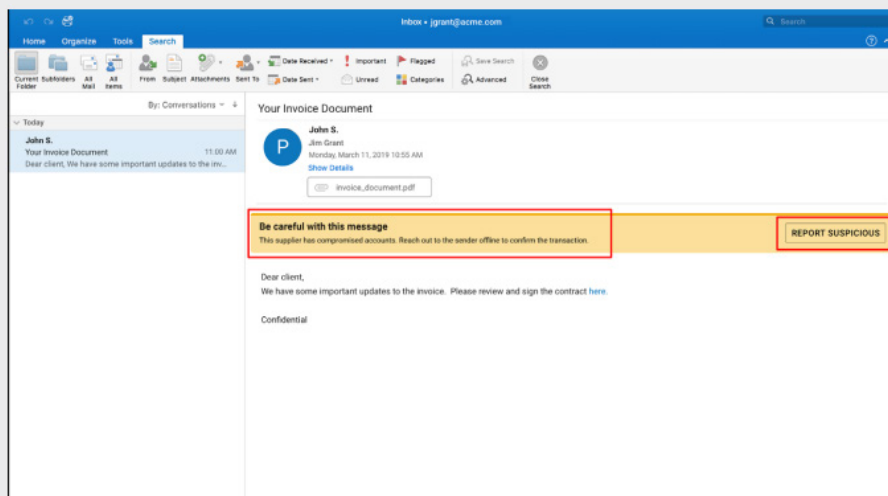 Inbox • jgrant@acme.com
Search
Home Organize Tools Search
Current Folder
Subfolders
All Mail
All Items
From
Subject
Attachments
Sent To
Date Received
Date Sent
Important
Unread
Flagged
Categories
Save Search
Advanced
Close Search
By: Conversations
Today
John S.
Your Invoice Document 11:00 AM
Dear client, We have some important updates to the inv...
Your Invoice Document
P
John S.
Jim Grant
Monday, March 11, 2019 10:55 AM
Show Details
invoice_document.pdf
Be careful with this message
This supplier has compromised accounts. Reach out to the sender offline to confirm the transaction.
REPORT SUSPICIOUS
Dear client,
We have some important updates to the invoice. Please review and sign the contract here.
Confidential